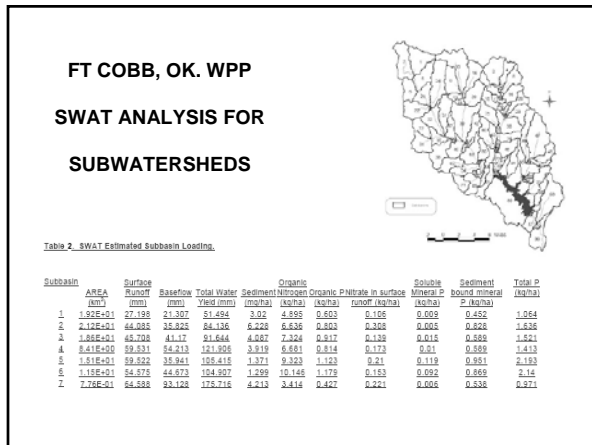 FT COBB, OK. WPP
SWAT ANALYSIS FOR
SUBWATERSHEDS
Table 2. SWAT Estimated Subbasin Loading.
Subbasin AREA (km²) Surface Runoff (mm) Baseflow (mm) Total Water Yield (mm) Sediment (mg/ha) Organic Nitrogen (kg/ha) Organic P (kg/ha) Nitrate in surface runoff (kg/ha) Soluble Mineral P (kg/ha) Sediment bound mineral P (kg/ha) Total P (kg/ha)
1 1.92E+01 27.198 21.307 51.494 3.02 4.895 0.603 0.106 0.009 0.452 1.064
2 2.12E+01 44.085 35.825 84.136 6.228 6.636 0.803 0.308 0.005 0.828 1.636
3 1.86E+01 45.708 41.17 91.644 4.087 7.324 0.917 0.139 0.015 0.589 1.521
4 8.41E+00 59.531 54.213 121.906 3.919 6.681 0.814 0.173 0.01 0.589 1.413
5 1.51E+01 59.522 35.941 105.415 1.371 9.323 1.123 0.21 0.119 0.951 2.193
6 1.15E+01 54.575 44.673 104.907 1.299 10.146 1.179 0.153 0.092 0.869 2.14
7 7.76E-01 64.588 93.128 175.716 4.213 3.414 0.427 0.221 0.006 0.538 0.971